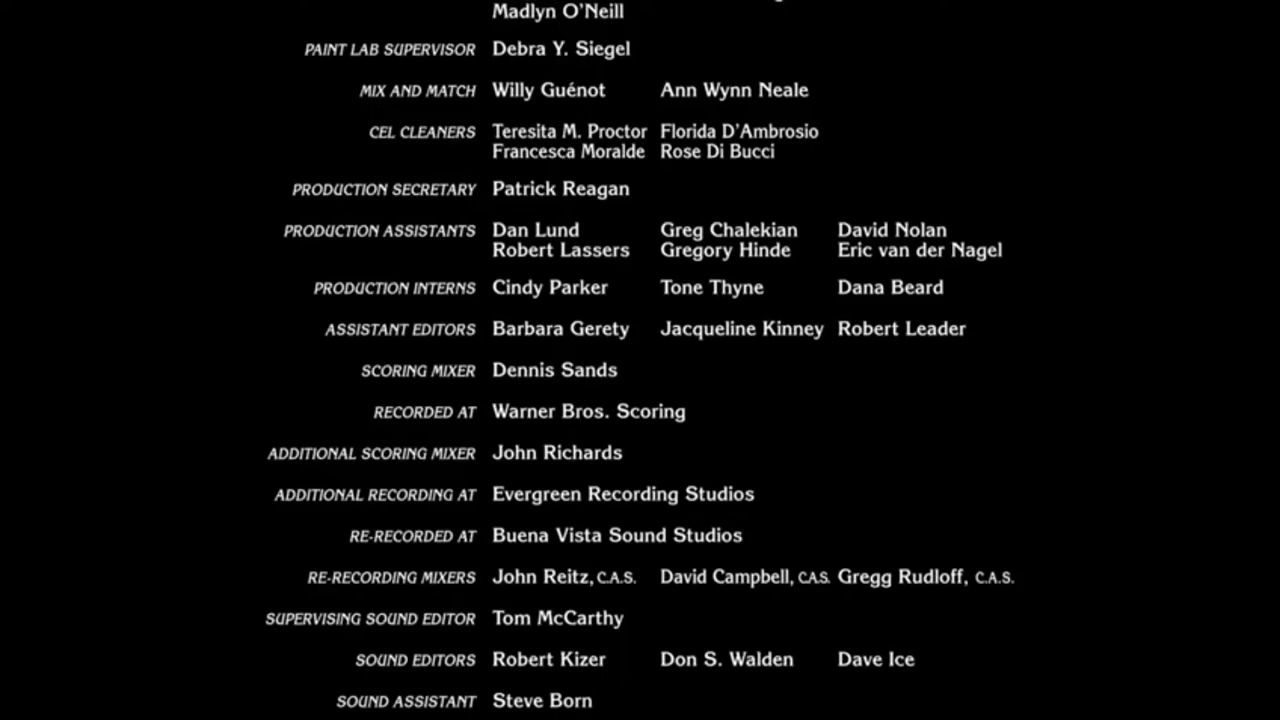 Madlyn O'Neill
PAINT LAB SUPERVISOR Debra Y. Siegel
MIX AND MATCH Willy Guénot Ann Wynn Neale
CEL CLEANERS Teresita M. Proctor Florida D'Ambrosio
Francesca Moralde Rose Di Bucci
PRODUCTION SECRETARY Patrick Reagan
PRODUCTION ASSISTANTS Dan Lund Greg Chalekian David Nolan
Robert Lassers Gregory Hinde Eric van der Nagel
PRODUCTION INTERNS Cindy Parker Tone Thyne Dana Beard
ASSISTANT EDITORS Barbara Gerety Jacqueline Kinney Robert Leader
SCORING MIXER Dennis Sands
RECORDED AT Warner Bros. Scoring
ADDITIONAL SCORING MIXER John Richards
ADDITIONAL RECORDING AT Evergreen Recording Studios
RE-RECORDED AT Buena Vista Sound Studios
RE-RECORDING MIXERS John Reitz, C.A.S. David Campbell, C.A.S. Gregg Rudloff, C.A.S.
SUPERVISING SOUND EDITOR Tom McCarthy
SOUND EDITORS Robert Kizer Don S. Walden Dave Ice
SOUND ASSISTANT Steve Born